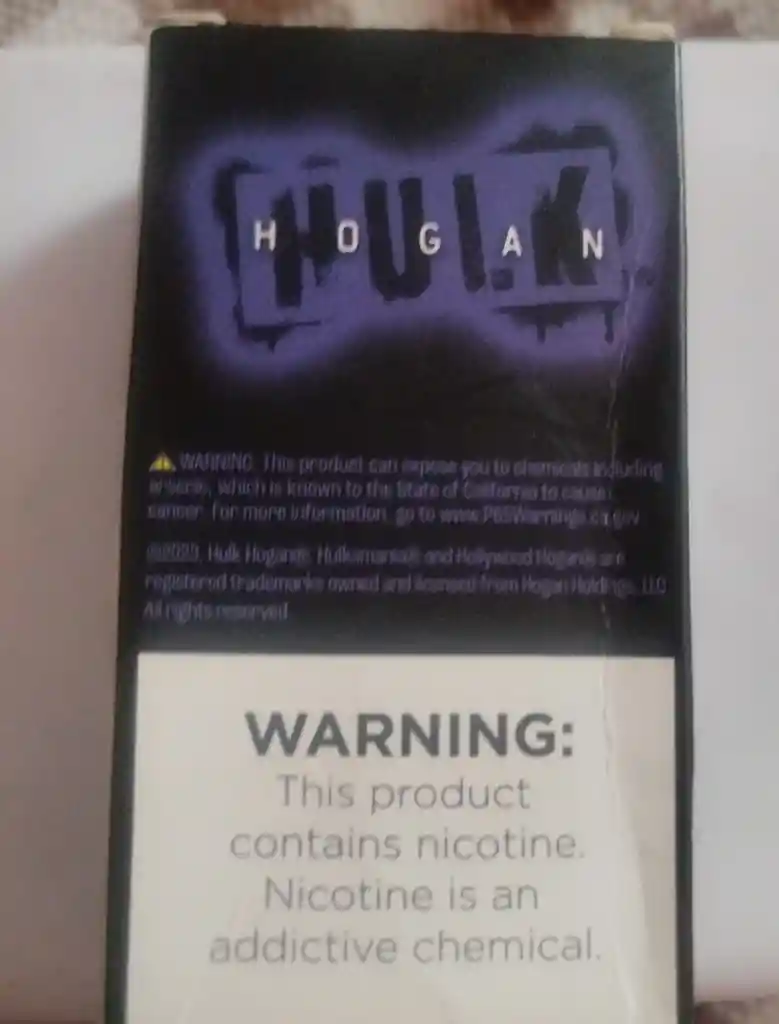 HULK
HOGAN
WARNING: This product can expose you to chemicals including
arsenic, which is known to the State of California to cause
cancer. For more information, go to www.P65Warnings.ca.gov
Hulk Hogan®, Hulkamania® and Hollywood Hogan® are
registered trademarks owned and licensed from Hogan Holdings, LLC
All rights reserved
WARNING:
This product
contains nicotine.
Nicotine is an
addictive chemical.